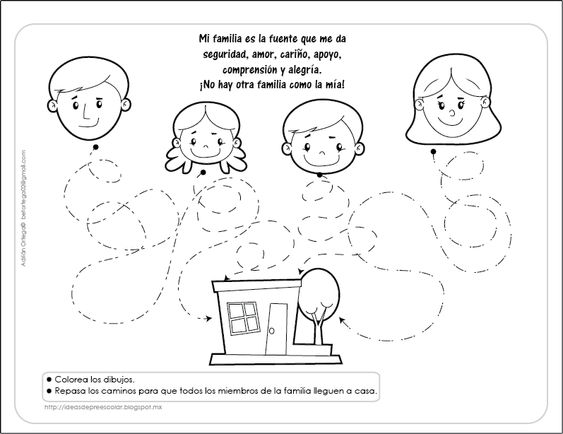 Mi familia es la fuente que me da
seguridad, amor, cariño, apoyo,
comprensión y alegría.
¡No hay otra familia como la mía!
Adrián Ortega© betortega00@gmail.com
● Colorea los dibujos.
● Repasa los caminos para que todos los miembros de la familia lleguen a casa.
http://ideasdepreescolar.blogspot.mx